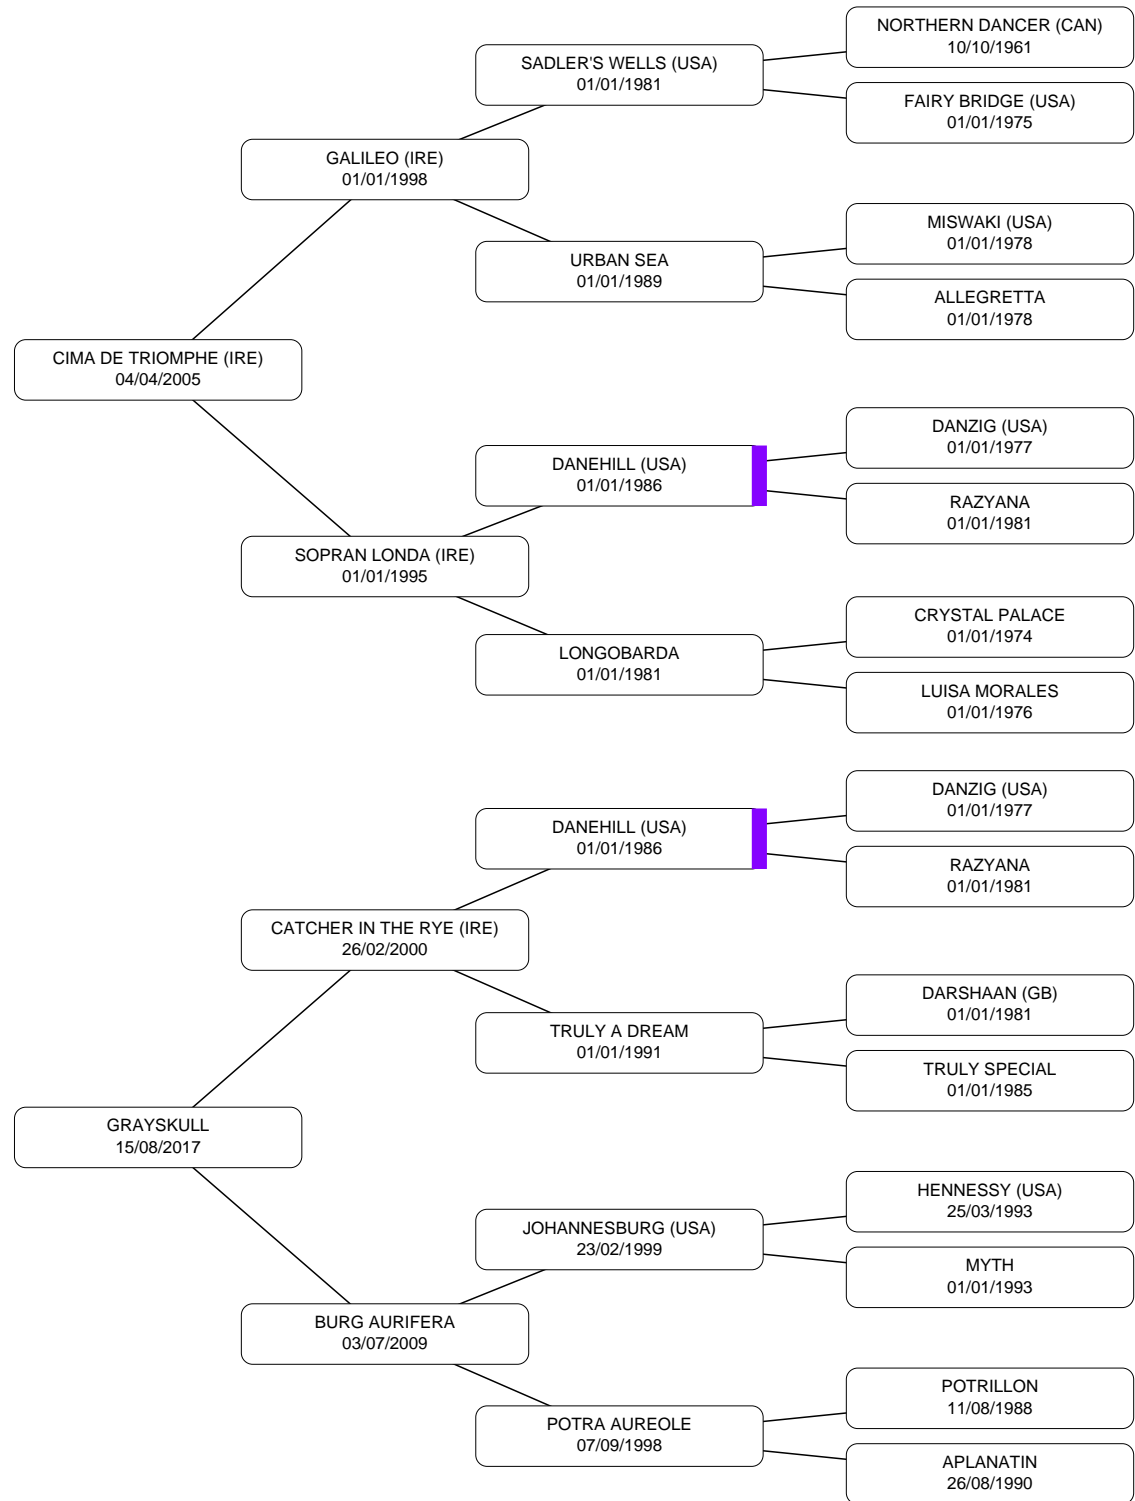 NORTHERN DANCER (CAN)
10/10/1961
SADLER'S WELLS (USA)
01/01/1981
FAIRY BRIDGE (USA)
01/01/1975
GALILEO (IRE)
01/01/1998
MISWAKI (USA)
01/01/1978
URBAN SEA
01/01/1989
ALLEGRETTA
01/01/1978
CIMA DE TRIOMPHE (IRE)
04/04/2005
DANZIG (USA)
01/01/1977
DANEHILL (USA)
01/01/1986
RAZYANA
01/01/1981
SOPRAN LONDA (IRE)
01/01/1995
CRYSTAL PALACE
01/01/1974
LONGOBARDA
01/01/1981
LUISA MORALES
01/01/1976
DANZIG (USA)
01/01/1977
DANEHILL (USA)
01/01/1986
RAZYANA
01/01/1981
CATCHER IN THE RYE (IRE)
26/02/2000
DARSHAAN (GB)
01/01/1981
TRULY A DREAM
01/01/1991
TRULY SPECIAL
01/01/1985
GRAYSKULL
15/08/2017
HENNESSY (USA)
25/03/1993
JOHANNESBURG (USA)
23/02/1999
MYTH
01/01/1993
BURG AURIFERA
03/07/2009
POTRILLON
11/08/1988
POTRA AUREOLE
07/09/1998
APLANATIN
26/08/1990